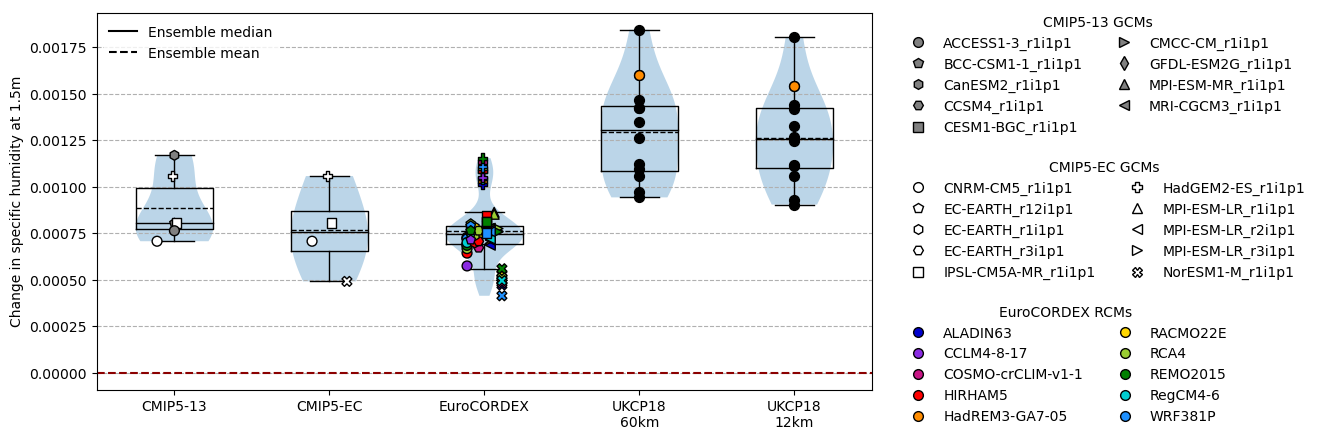 Change in specific humidity at 1.5m
0.00175
0.00150
0.00125
0.00100
0.00075
0.00050
0.00025
0.00000
Ensemble median
Ensemble mean
CMIP5-13
CMIP5-EC
EuroCORDEX
UKCP18
60km
UKCP18
12km
CMIP5-13 GCMs
ACCESS1-3_r1i1p1
BCC-CSM1-1_r1i1p1
CanESM2_r1i1p1
CCSM4_r1i1p1
CESM1-BGC_r1i1p1
CMCC-CM_r1i1p1
GFDL-ESM2G_r1i1p1
MPI-ESM-MR_r1i1p1
MRI-CGCM3_r1i1p1
CMIP5-EC GCMs
CNRM-CM5_r1i1p1
EC-EARTH_r12i1p1
EC-EARTH_r1i1p1
EC-EARTH_r3i1p1
IPSL-CM5A-MR_r1i1p1
HadGEM2-ES_r1i1p1
MPI-ESM-LR_r1i1p1
MPI-ESM-LR_r2i1p1
MPI-ESM-LR_r3i1p1
NorESM1-M_r1i1p1
EuroCORDEX RCMs
ALADIN63
CCLM4-8-17
COSMO-crCLIM-v1-1
HIRHAM5
HadREM3-GA7-05
RACMO22E
RCA4
REMO2015
RegCM4-6
WRF381P